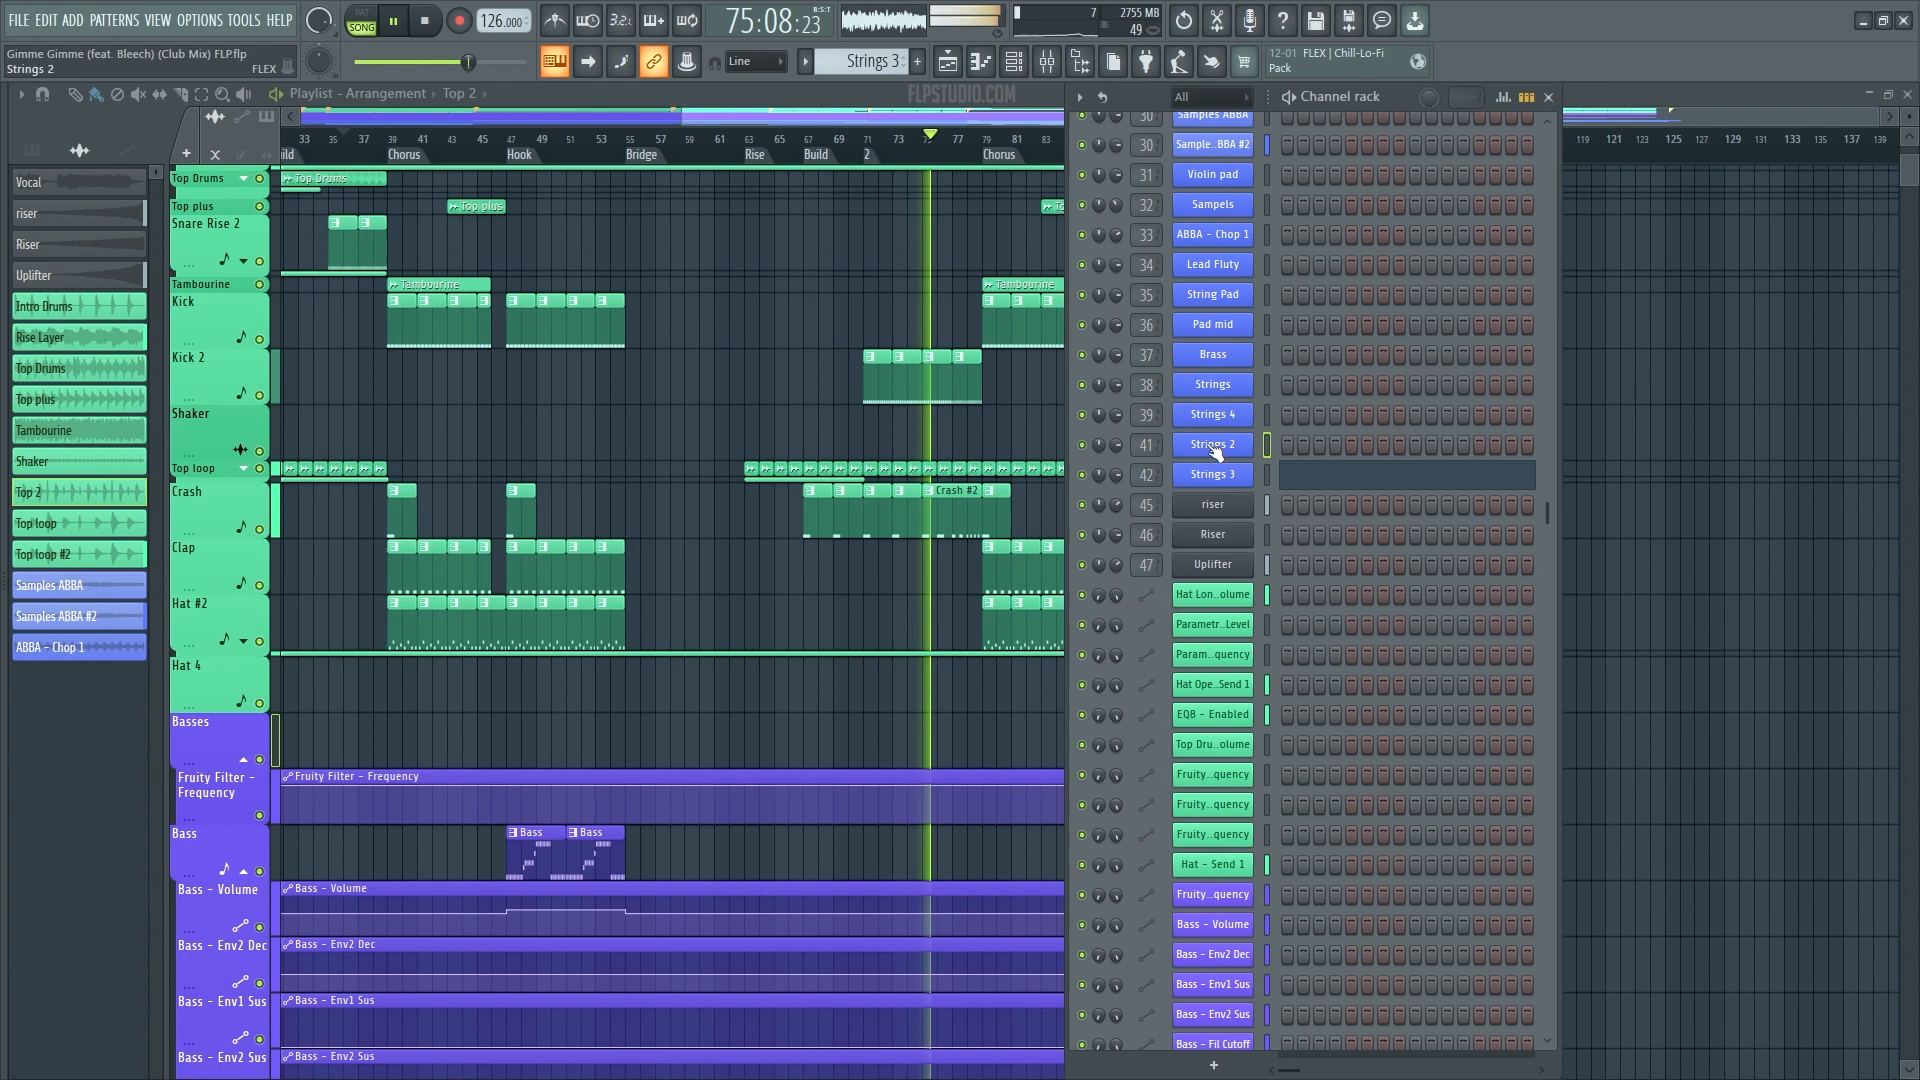 FILE EDIT ADD PATTERNS VIEW OPTIONS TOOLS HELP
PAT
SONG
126.000
3.2.
75:08:23
B:S:T
7
2755 MB
49
Gimme Gimme (feat. Bleech) (Club Mix) FLP.flp
Strings 2
FLEX
Line
Strings 3
12-01 FLEX | Chill-Lo-Fi
Pack
Playlist - Arrangement
Top 2
FLPSTUDIO.COM
All
Channel rack
33 35 37 39 41 43 45 47 49 51 53 55 57 59 61 63 65 67 69 71 73 75 77 79 81 83
119 121 123 125 127 129 131 133 135 137 139
ild
Chorus
Hook
Bridge
Rise
Build
2
Chorus
Vocal
riser
Riser
Uplifter
Intro Drums
Rise Layer
Top Drums
Top plus
Tambourine
Shaker
Top 2
Top loop
Top loop #2
Samples ABBA
Samples ABBA #2
ABBA - Chop 1
Top Drums
Top Drums
Top plus
Top plus
To
Snare Rise 2
Tambourine
Tambourine
Tambourine
Kick
Kick 2
Shaker
Top loop
Crash
Crash #2
Clap
Hat #2
Hat 4
Basses
Fruity Filter -
Frequency
Fruity Filter - Frequency
Bass
Bass
Bass
Bass - Volume
Bass - Volume
Bass - Env2 Dec
Bass - Env2 Dec
Bass - Env1 Sus
Bass - Env1 Sus
Bass - Env2 Sus
Bass - Env2 Sus
30 Samples ABBA
30 Sample..BBA #2
31 Violin pad
32 Sampels
33 ABBA - Chop 1
34 Lead Fluty
35 String Pad
36 Pad mid
37 Brass
38 Strings
39 Strings 4
41 Strings 2
42 Strings 3
45 riser
46 Riser
47 Uplifter
Hat Lon..olume
Parametr..Level
Param..quency
Hat Ope..Send 1
EQ8 - Enabled
Top Dru..olume
Fruity..quency
Fruity..quency
Fruity..quency
Hat - Send 1
Fruity..quency
Bass - Volume
Bass - Env2 Dec
Bass - Env1 Sus
Bass - Env2 Sus
Bass - Fil Cutoff